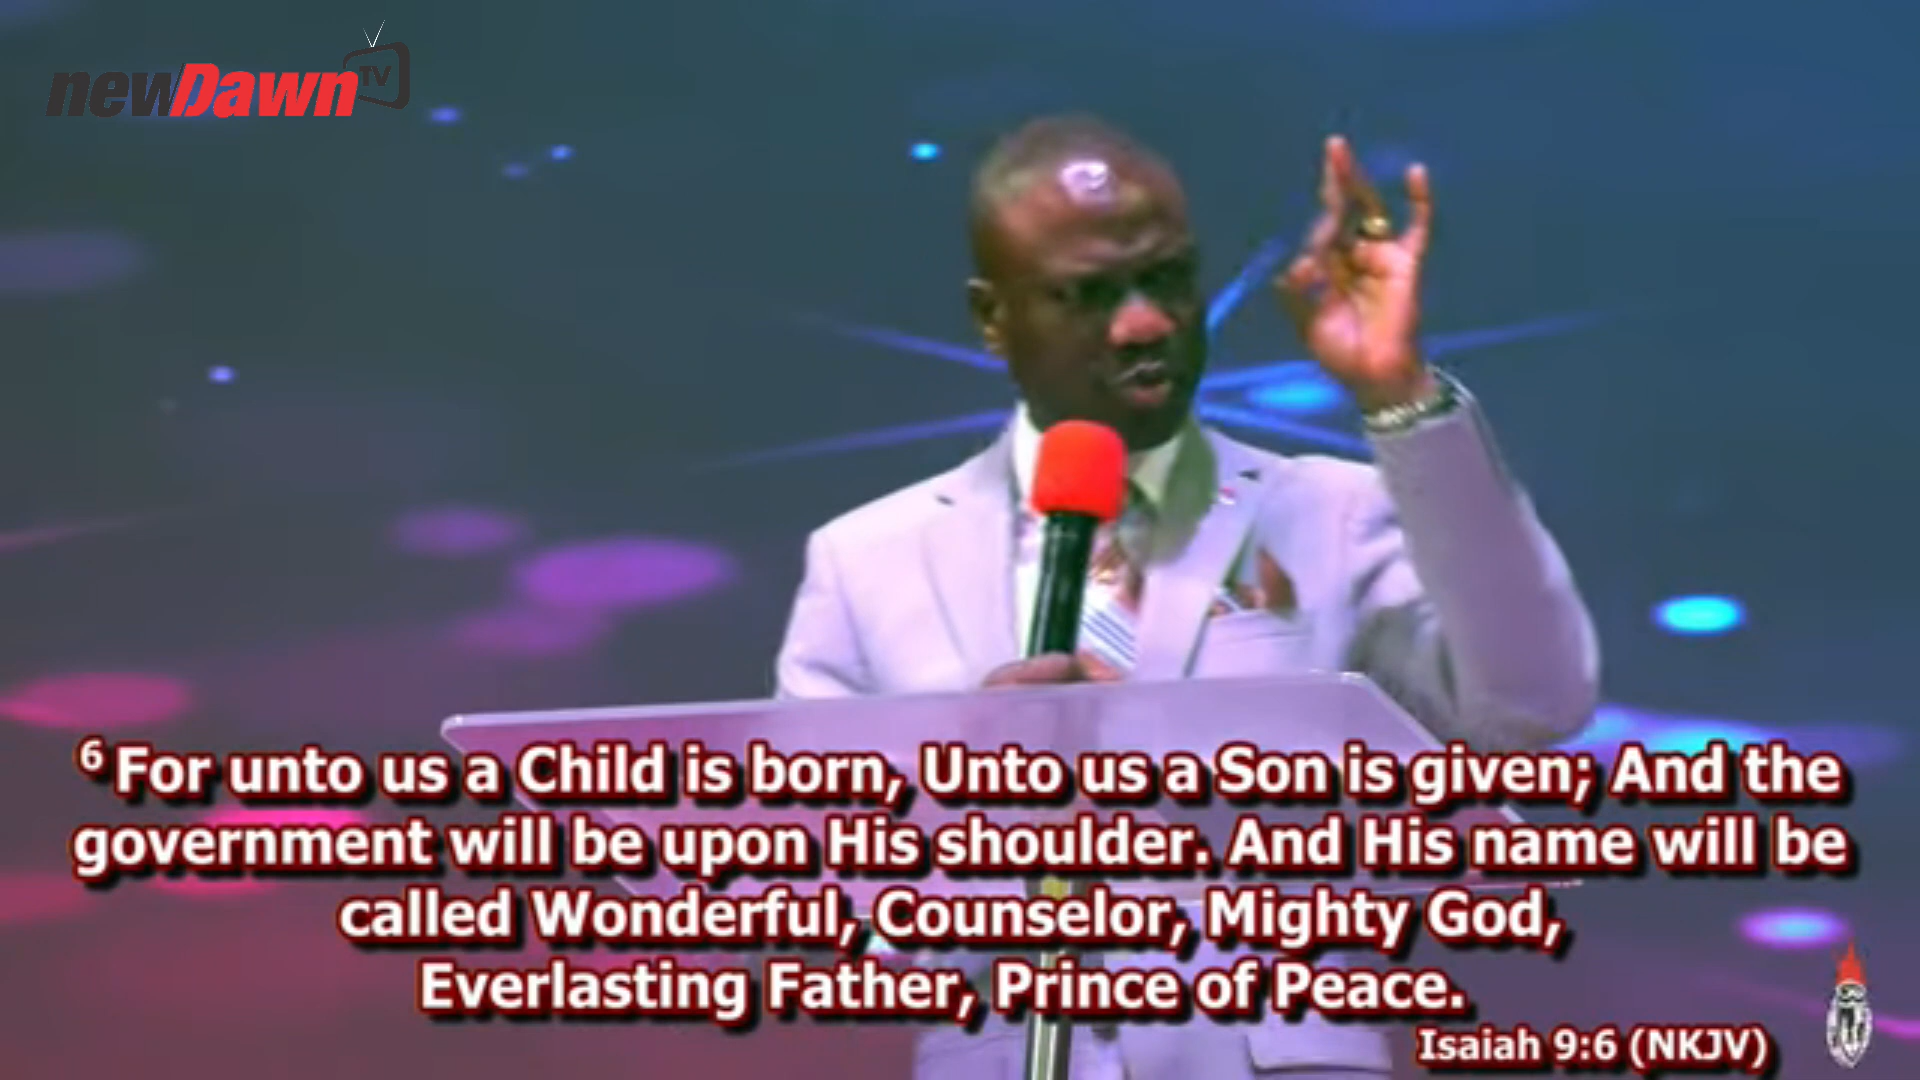 newDawn TV
6 For unto us a Child is born, Unto us a Son is given; And the
government will be upon His shoulder. And His name will be
called Wonderful, Counselor, Mighty God,
Everlasting Father, Prince of Peace.
Isaiah 9:6 (NKJV)